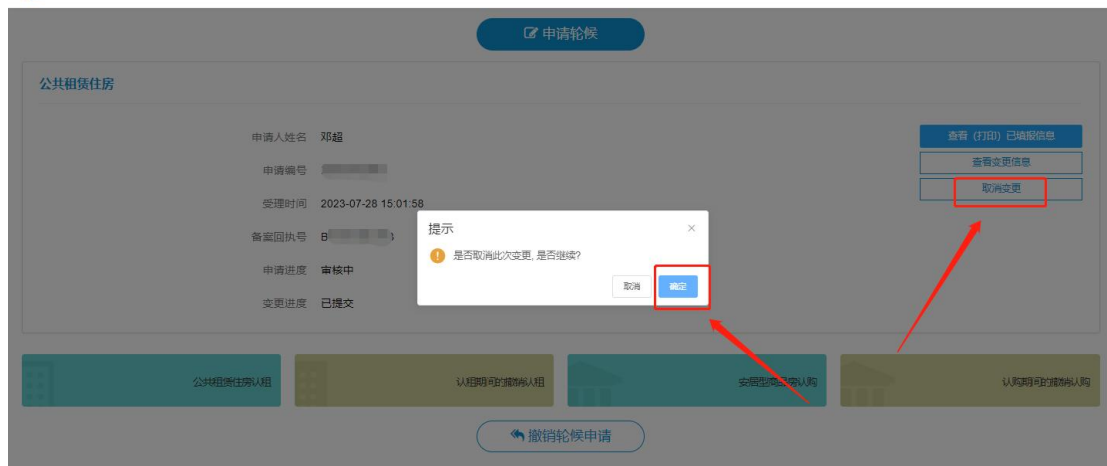 申请轮候
公共租赁住房
申请人姓名 邓超
查看 (打印) 已填报信息
申请编号
查看变更信息
取消变更
受理时间 2023-07-28 15:01:58
备案回执号 B
提示
是否取消此次变更, 是否继续?
取消 确定
申请进度 审核中
变更进度 已提交
公共租赁住房认租
认租期间的撤销认租
安居型商品房认购
认购期间的撤销认购
撤销轮候申请